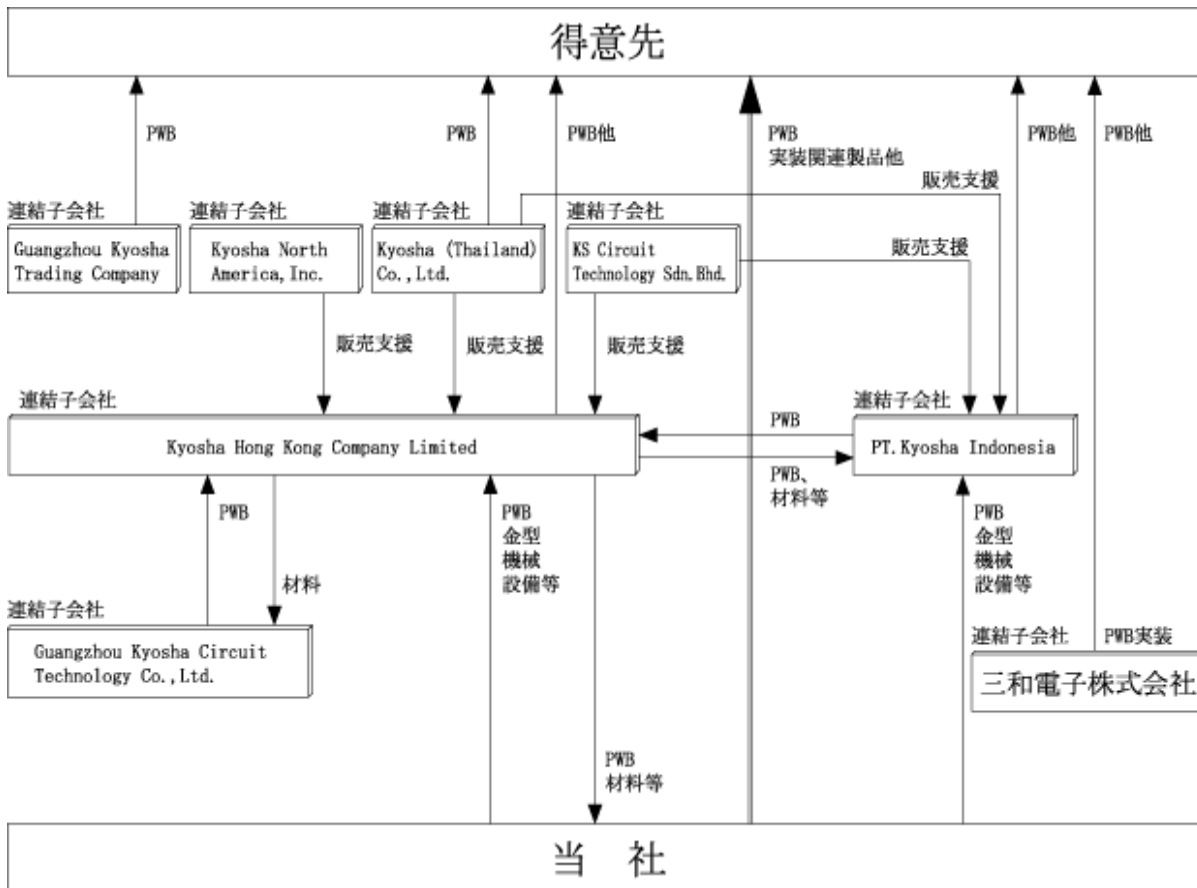 得意先
PWB
PWB
PWB他
PWB
実装関連製品他
PWB他
PWB他
販売支援
連結子会社
連結子会社
連結子会社
連結子会社
Guangzhou Kyosha
Trading Company
Kyosha North
America,Inc.
Kyosha (Thailand)
Co.,Ltd.
KS Circuit
Technology Sdn.Bhd.
販売支援
販売支援
販売支援
販売支援
連結子会社
連結子会社
Kyosha Hong Kong Company Limited
PWB
PT.Kyosha Indonesia
PWB、
材料等
PWB
PWB
金型
機械
設備等
PWB
金型
機械
設備等
材料
連結子会社
Guangzhou Kyosha Circuit
Technology Co.,Ltd.
連結子会社
PWB実装
三和電子株式会社
PWB
材料等
当　社